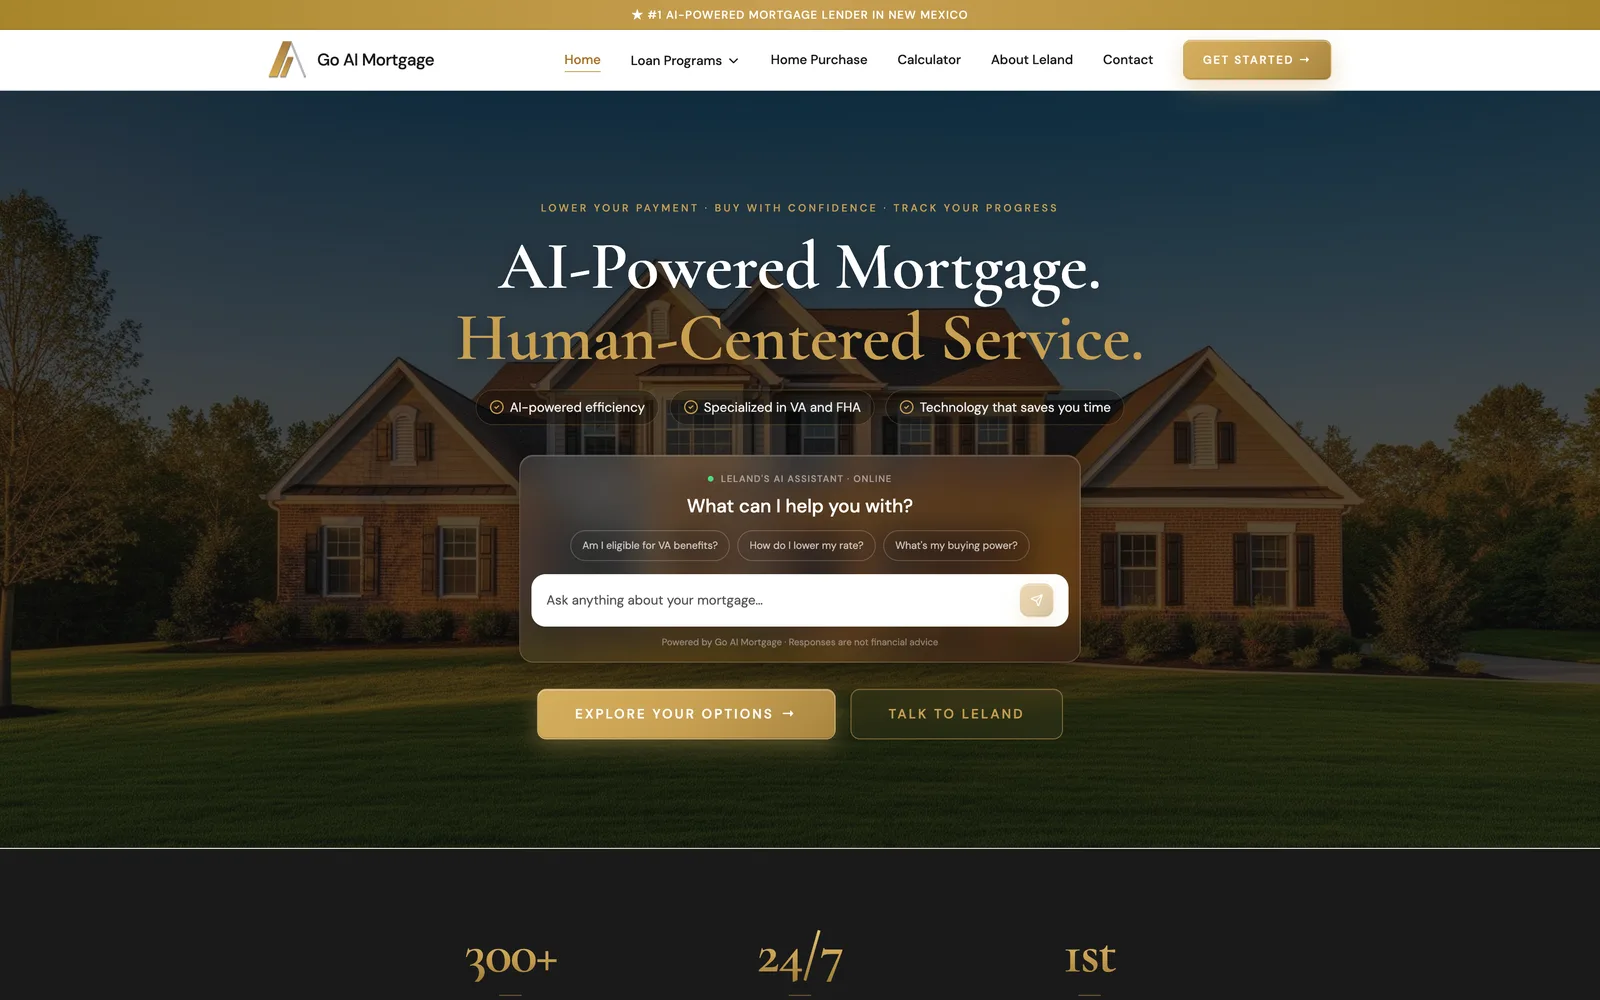 ★ #1 AI-POWERED MORTGAGE LENDER IN NEW MEXICO
Go AI Mortgage
Home
Loan Programs
Home Purchase
Calculator
About Leland
Contact
GET STARTED →
LOWER YOUR PAYMENT · BUY WITH CONFIDENCE · TRACK YOUR PROGRESS
AI-Powered Mortgage.
Human-Centered Service.
AI-powered efficiency
Specialized in VA and FHA
Technology that saves you time
LELAND'S AI ASSISTANT · ONLINE
What can I help you with?
Am I eligible for VA benefits?
How do I lower my rate?
What's my buying power?
Ask anything about your mortgage...
Powered by Go AI Mortgage · Responses are not financial advice
EXPLORE YOUR OPTIONS →
TALK TO LELAND
300+
24/7
1st